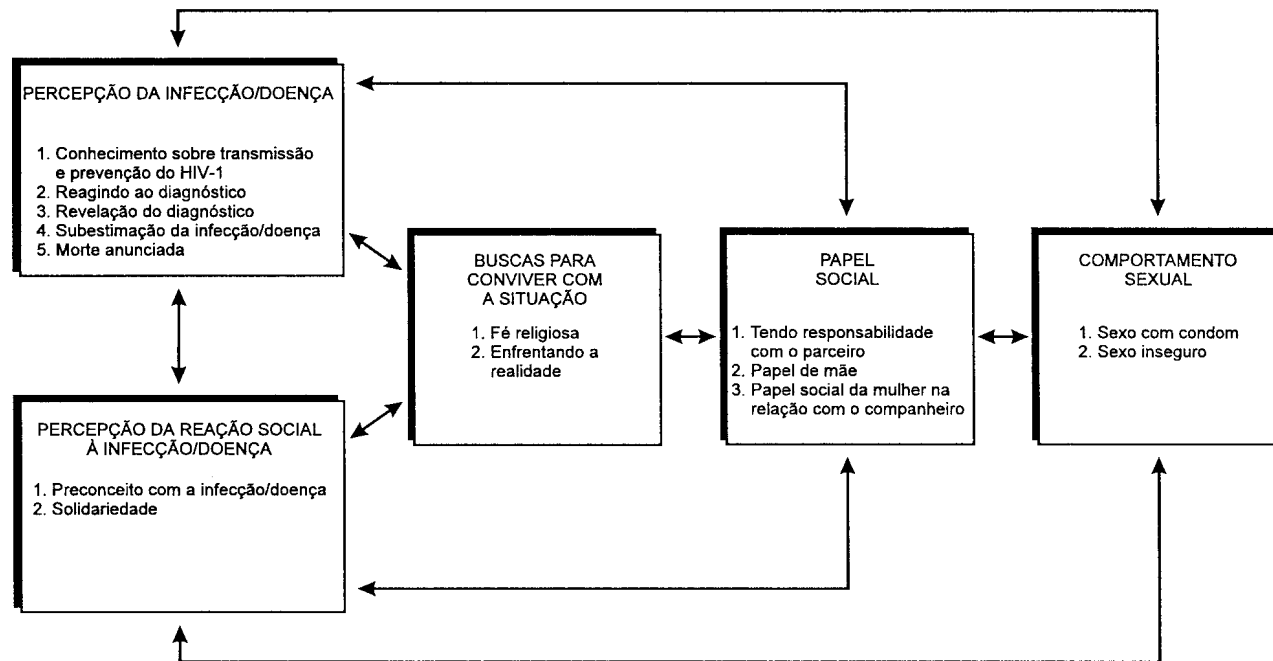 PERCEPÇÃO DA INFECÇÃO/DOENÇA
1. Conhecimento sobre transmissão
e prevenção do HIV-1
2. Reagindo ao diagnóstico
3. Revelação do diagnóstico
4. Subestimação da infecção/doença
5. Morte anunciada
PERCEPÇÃO DA REAÇÃO SOCIAL
À INFECÇÃO/DOENÇA
1. Preconceito com a infecção/doença
2. Solidariedade
BUSCAS PARA
CONVIVER COM
A SITUAÇÃO
1. Fé religiosa
2. Enfrentando a
realidade
PAPEL
SOCIAL
1. Tendo responsabilidade
com o parceiro
2. Papel de mãe
3. Papel social da mulher na
relação com o companheiro
COMPORTAMENTO
SEXUAL
1. Sexo com condom
2. Sexo inseguro